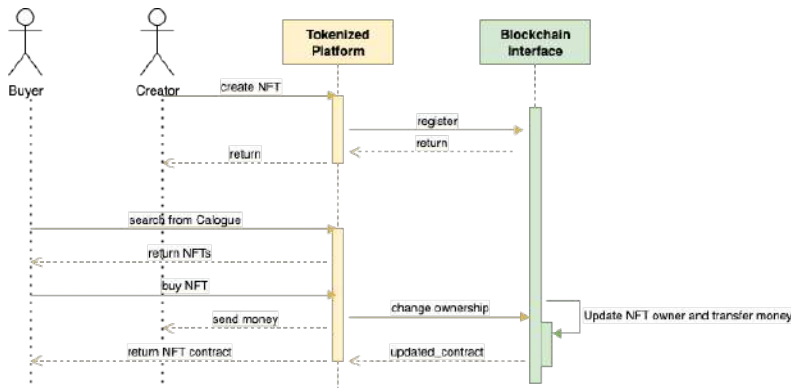 Tokenized
Platform
Blockchain
Interface
Buyer
Creator
create NFT
register
return
return
search from Calogue
return NFTs
buy NFT
change ownership
Update NFT owner and transfer money
send money
return NFT contract
updated_contract